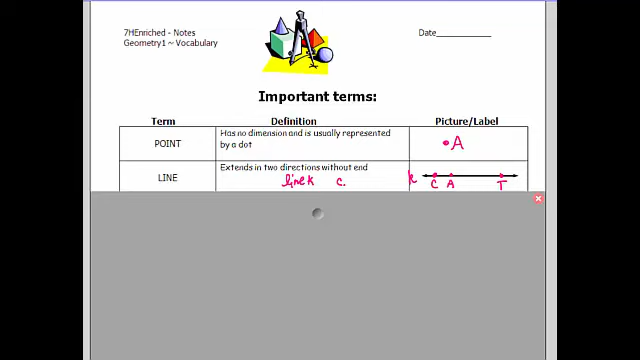 7HEnriched - Notes
Geometry1 ~ Vocabulary
Date__________
Important terms:
Term Definition Picture/Label
POINT Has no dimension and is usually represented by a dot A
LINE Extends in two directions without end
line k C. k C A T